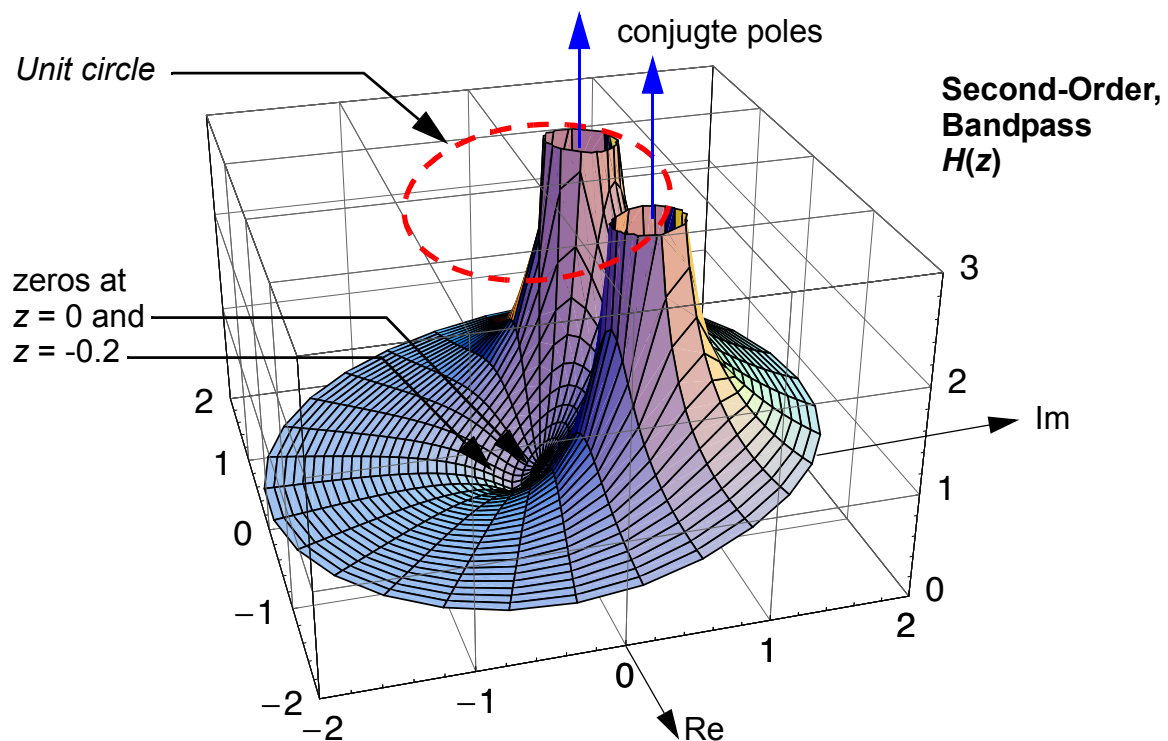 conjugte poles
Unit circle
Second-Order,
Bandpass
H(z)
zeros at
z = 0 and
z = -0.2
3
2
1
0
Im
2
1
0
−1
−2
−2
−1
0
1
2
Re